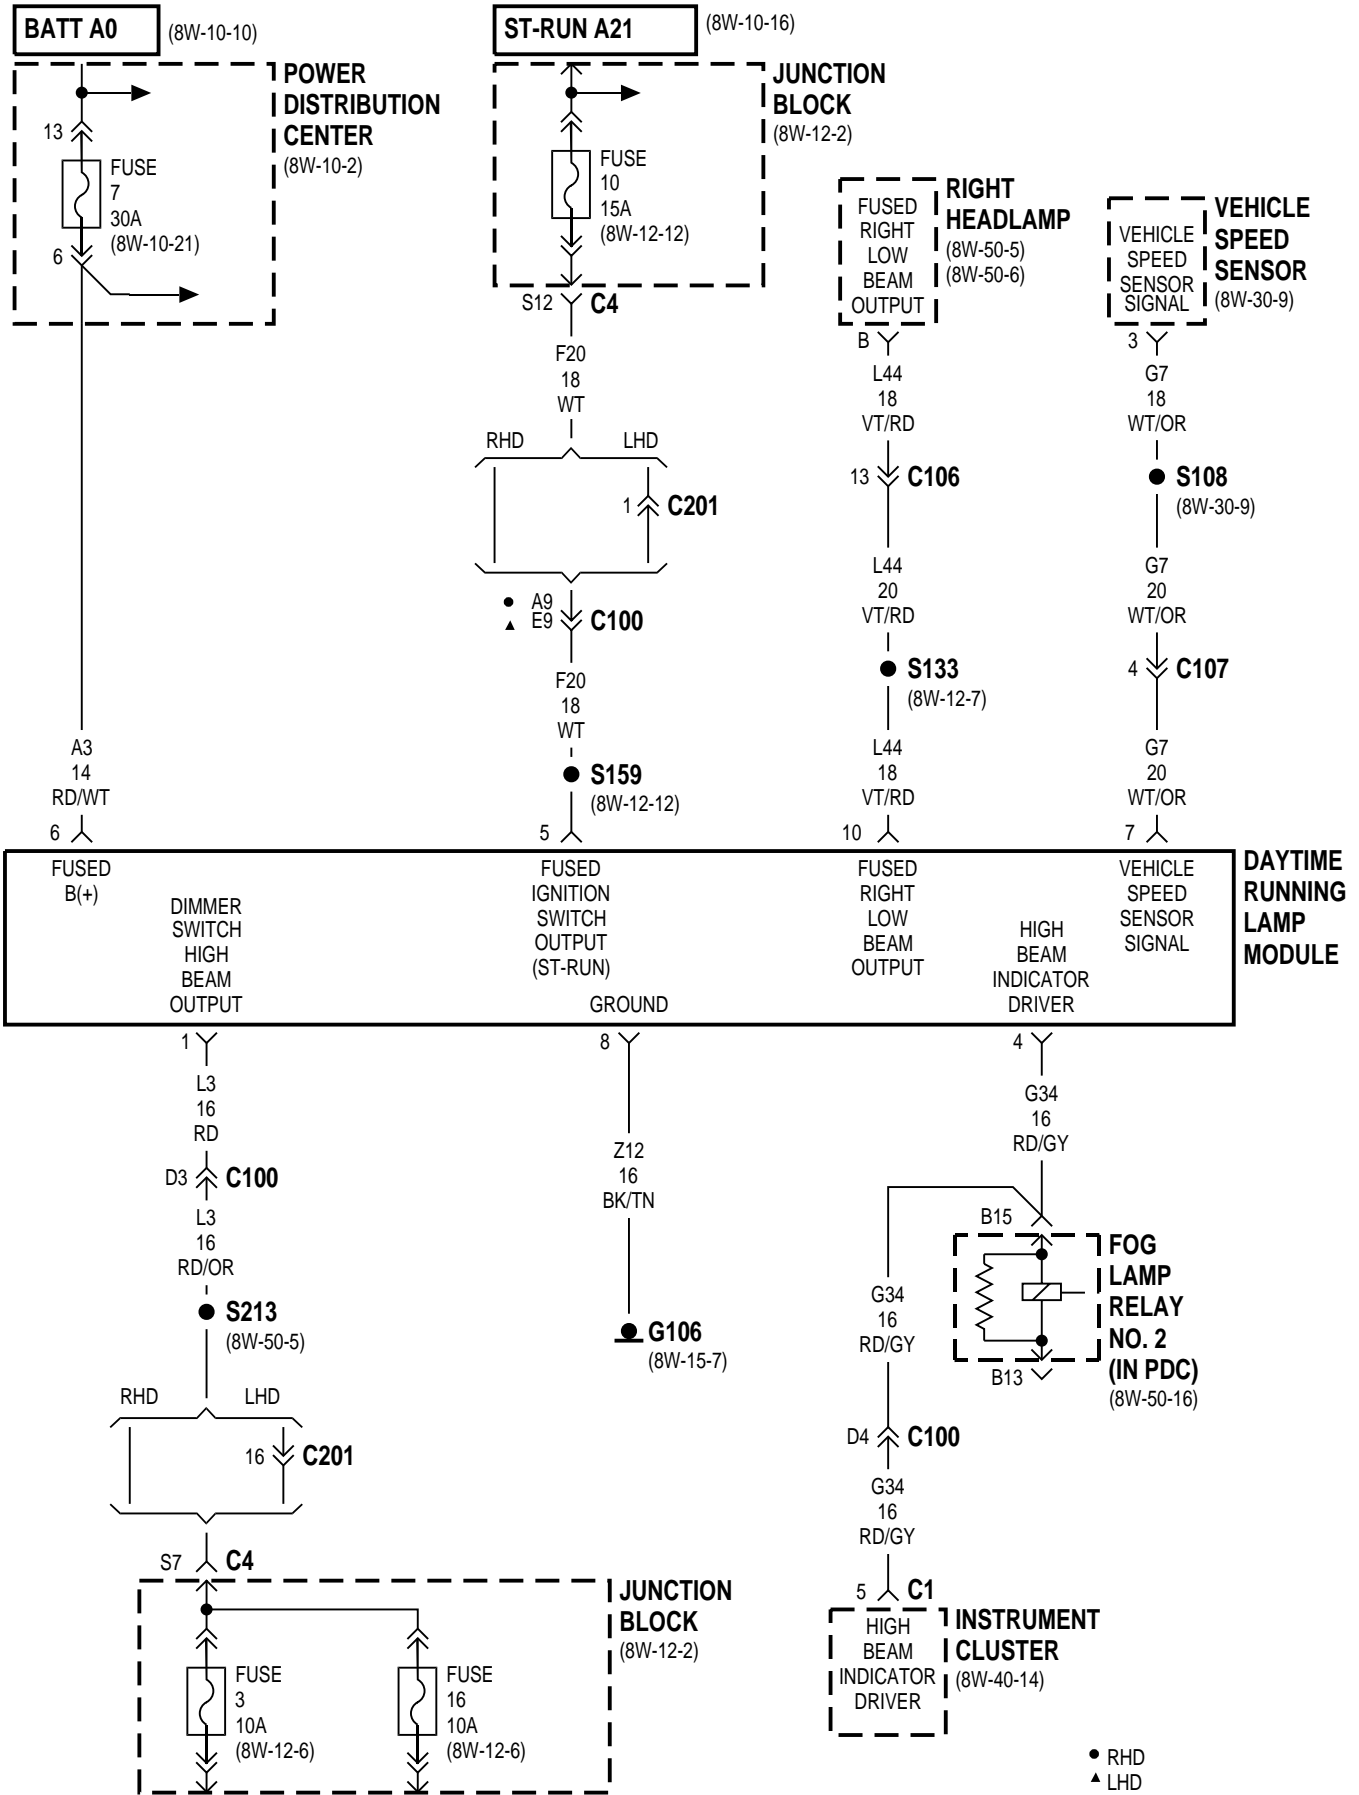 BATT A0
(8W-10-10)
ST-RUN A21
(8W-10-16)
POWER
DISTRIBUTION
CENTER
(8W-10-2)
13
FUSE
7
30A
(8W-10-21)
6
JUNCTION
BLOCK
(8W-12-2)
FUSE
10
15A
(8W-12-12)
S12
C4
F20
18
WT
RHD
LHD
1
C201
A9
E9
C100
F20
18
WT
S159
(8W-12-12)
RIGHT
HEADLAMP
(8W-50-5)
(8W-50-6)
FUSED
RIGHT
LOW
BEAM
OUTPUT
B
L44
18
VT/RD
13
C106
L44
20
VT/RD
S133
(8W-12-7)
L44
18
VT/RD
VEHICLE
SPEED
SENSOR
(8W-30-9)
VEHICLE
SPEED
SENSOR
SIGNAL
3
G7
18
WT/OR
S108
(8W-30-9)
G7
20
WT/OR
4
C107
G7
20
WT/OR
A3
14
RD/WT
6
5
10
7
DAYTIME
RUNNING
LAMP
MODULE
FUSED
B(+)
DIMMER
SWITCH
HIGH
BEAM
OUTPUT
FUSED
IGNITION
SWITCH
OUTPUT
(ST-RUN)
GROUND
FUSED
RIGHT
LOW
BEAM
OUTPUT
HIGH
BEAM
INDICATOR
DRIVER
VEHICLE
SPEED
SENSOR
SIGNAL
1
L3
16
RD
D3
C100
L3
16
RD/OR
S213
(8W-50-5)
RHD
LHD
16
C201
S7
C4
JUNCTION
BLOCK
(8W-12-2)
FUSE
3
10A
(8W-12-6)
FUSE
16
10A
(8W-12-6)
8
Z12
16
BK/TN
G106
(8W-15-7)
4
G34
16
RD/GY
B15
FOG
LAMP
RELAY
NO. 2
(IN PDC)
(8W-50-16)
B13
G34
16
RD/GY
D4
C100
G34
16
RD/GY
5
C1
INSTRUMENT
CLUSTER
(8W-40-14)
HIGH
BEAM
INDICATOR
DRIVER
RHD
LHD